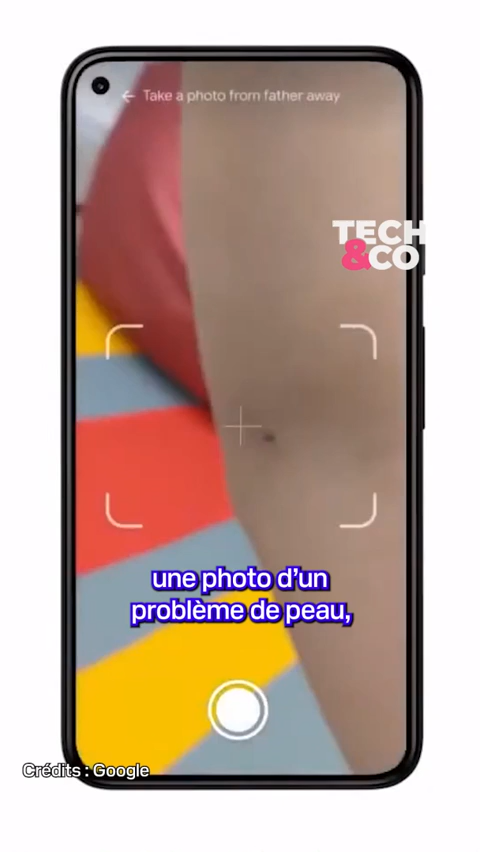 ← Take a photo from father away
TECH
&CO
une photo d’un
problème de peau,
Crédits : Google